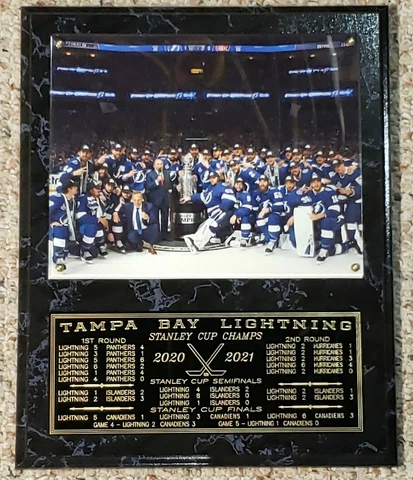 TAMPA BAY LIGHTNING
STANLEY CUP CHAMPS
1ST ROUND
2ND ROUND
2020 2021
LIGHTNING 5 PANTHERS 4
LIGHTNING 3 PANTHERS 1
LIGHTNING 5 PANTHERS 6
LIGHTNING 6 PANTHERS 2
LIGHTNING 1 PANTHERS 4
LIGHTNING 4 PANTHERS 0
LIGHTNING 2 HURRICANES 1
LIGHTNING 2 HURRICANES 1
LIGHTNING 2 HURRICANES 3
LIGHTNING 6 HURRICANES 4
LIGHTNING 2 HURRICANES 0
STANLEY CUP SEMIFINALS
LIGHTNING 1 ISLANDERS 2
LIGHTNING 2 ISLANDERS 3
LIGHTNING 4 ISLANDERS 2
LIGHTNING 8 ISLANDERS 0
LIGHTNING 1 ISLANDERS 0
LIGHTNING 2 ISLANDERS 1
LIGHTNING 2 ISLANDERS 3
STANLEY CUP FINALS
LIGHTNING 5 CANADIENS 1
LIGHTNING 3 CANADIENS 1
LIGHTNING 6 CANADIENS 3
GAME 4 - LIGHTNING 2 CANADIENS 3
GAME 5 - LIGHTNING 1 CANADIENS 0